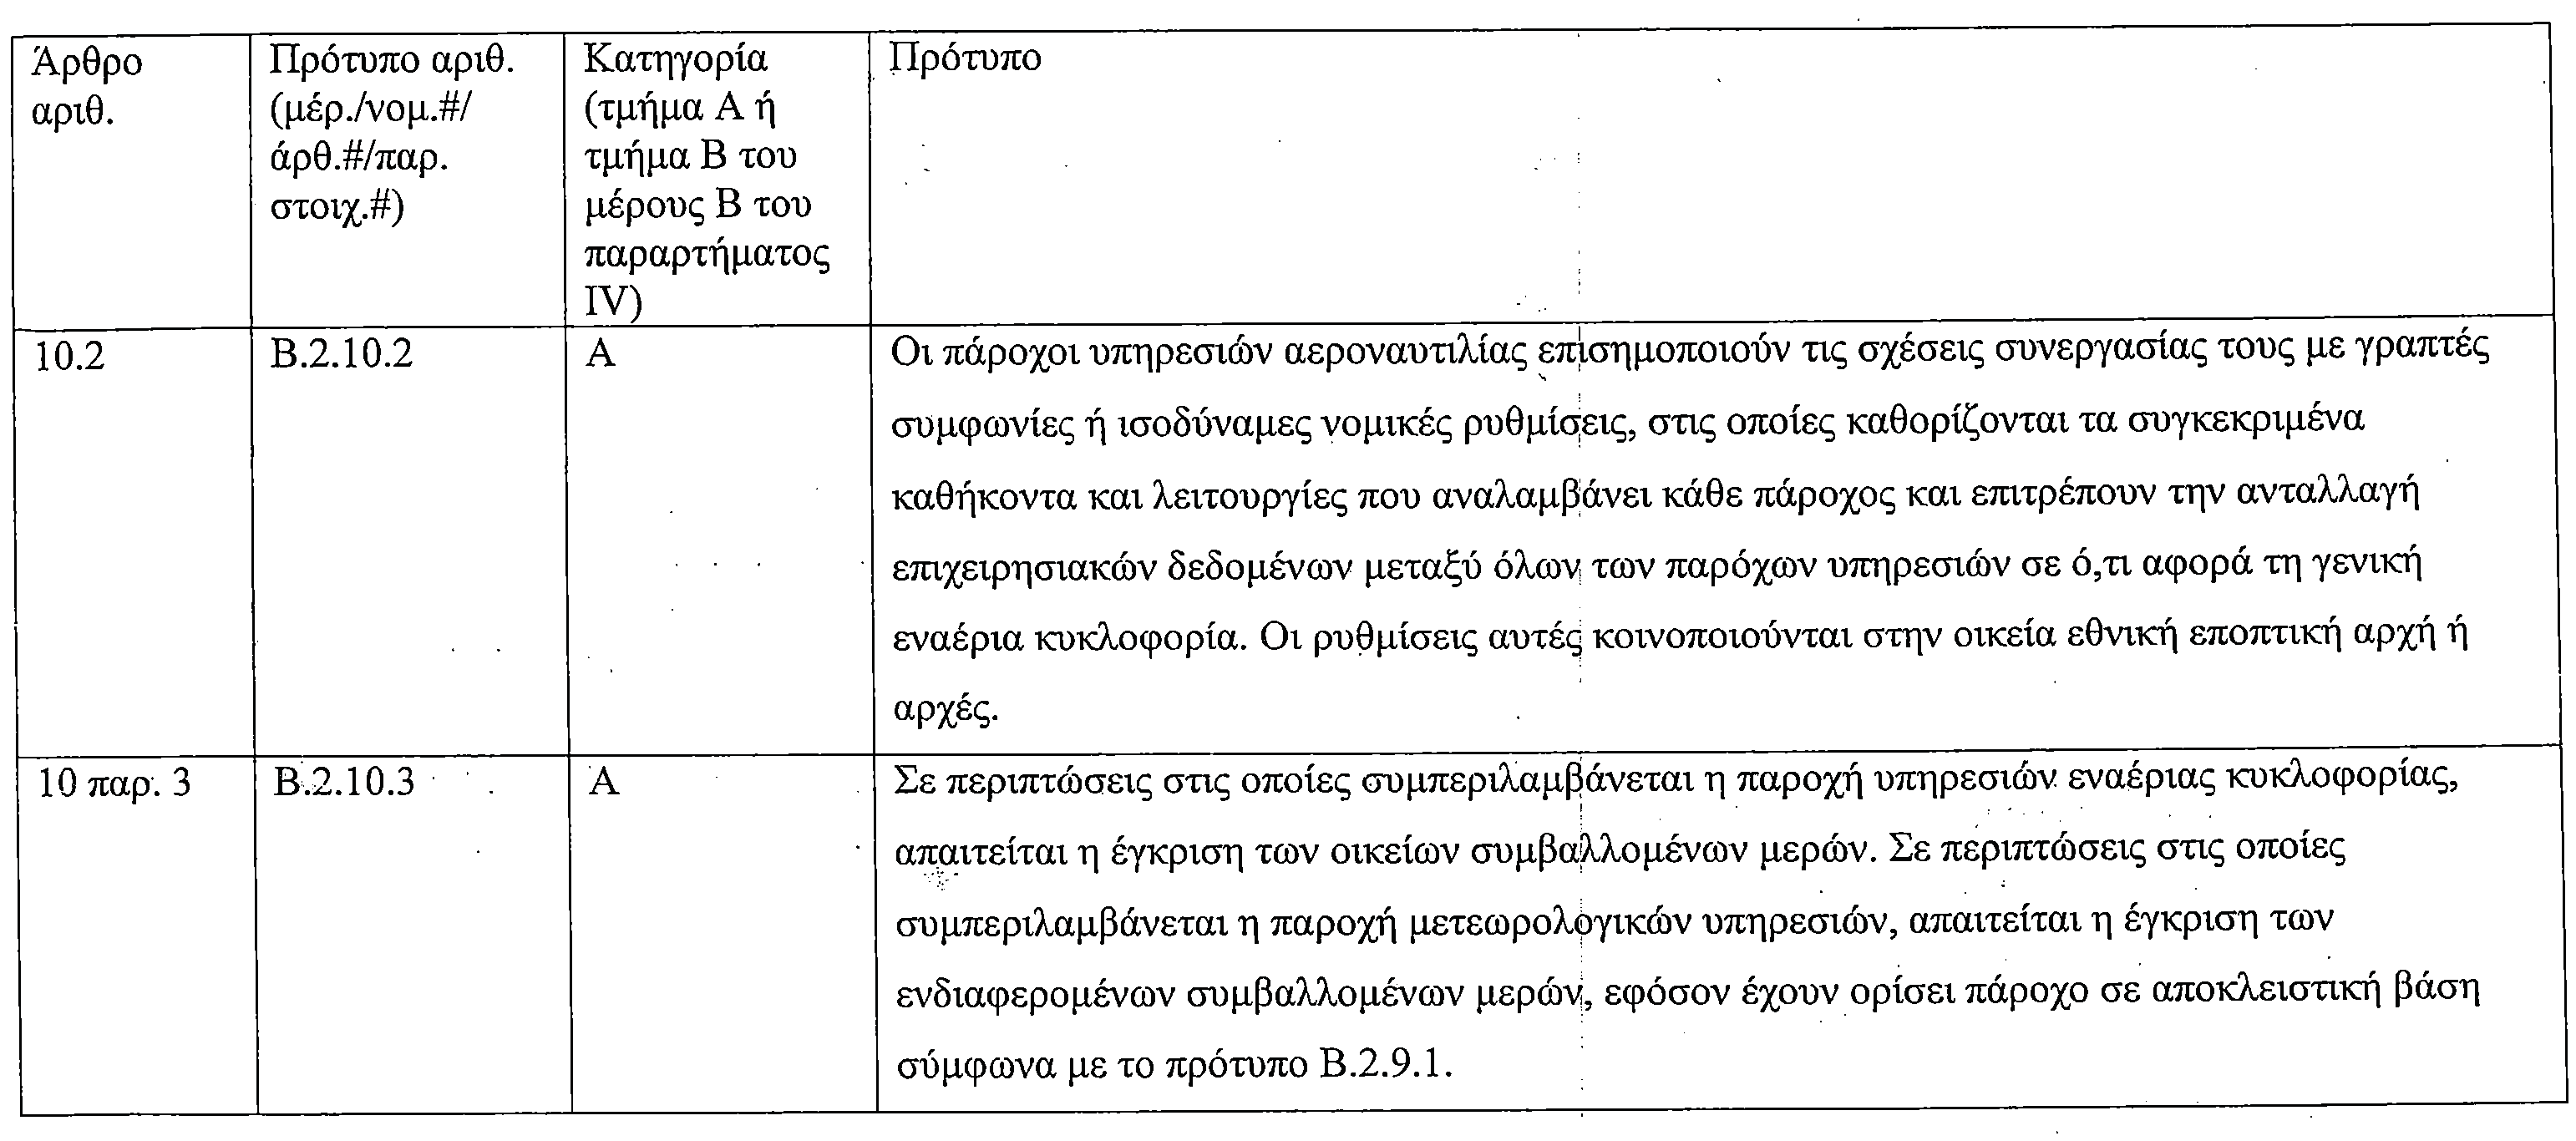 Άρθρο
αριθ.
Πρότυπο αριθ.
(μέρ./νομ.#/
άρθ.#/παρ.
στοιχ.#)
Κατηγορία
(τμήμα Α ή
τμήμα Β του
μέρους Β του
παραρτήματος
IV)
Πρότυπο
10.2
Β.2.10.2
Α
Οι πάροχοι υπηρεσιών αεροναυτιλίας επισημοποιούν τις σχέσεις συνεργασίας τους με γραπτές
συμφωνίες ή ισοδύναμες νομικές ρυθμίσεις, στις οποίες καθορίζονται τα συγκεκριμένα
καθήκοντα και λειτουργίες που αναλαμβάνει κάθε πάροχος και επιτρέπουν την ανταλλαγή
επιχειρησιακών δεδομένων μεταξύ όλων των παρόχων υπηρεσιών σε ό,τι αφορά τη γενική
εναέρια κυκλοφορία. Οι ρυθμίσεις αυτές κοινοποιούνται στην οικεία εθνική εποπτική αρχή ή
αρχές.
10 παρ. 3
Β.2.10.3
Α
Σε περιπτώσεις στις οποίες συμπεριλαμβάνεται η παροχή υπηρεσιών εναέριας κυκλοφορίας,
απαιτείται η έγκριση των οικείων συμβαλλομένων μερών. Σε περιπτώσεις στις οποίες
συμπεριλαμβάνεται η παροχή μετεωρολογικών υπηρεσιών, απαιτείται η έγκριση των
ενδιαφερομένων συμβαλλομένων μερών, εφόσον έχουν ορίσει πάροχο σε αποκλειστική βάση
σύμφωνα με το πρότυπο Β.2.9.1.